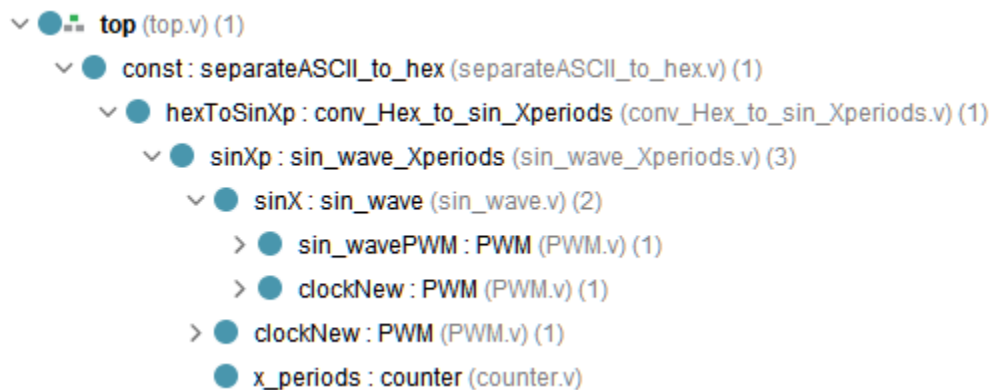 top (top.v) (1)
const : separateASCII_to_hex (separateASCII_to_hex.v) (1)
hexToSinXp : conv_Hex_to_sin_Xperiods (conv_Hex_to_sin_Xperiods.v) (1)
sinXp : sin_wave_Xperiods (sin_wave_Xperiods.v) (3)
sinX : sin_wave (sin_wave.v) (2)
sin_wavePWM : PWM (PWM.v) (1)
clockNew : PWM (PWM.v) (1)
clockNew : PWM (PWM.v) (1)
x_periods : counter (counter.v)